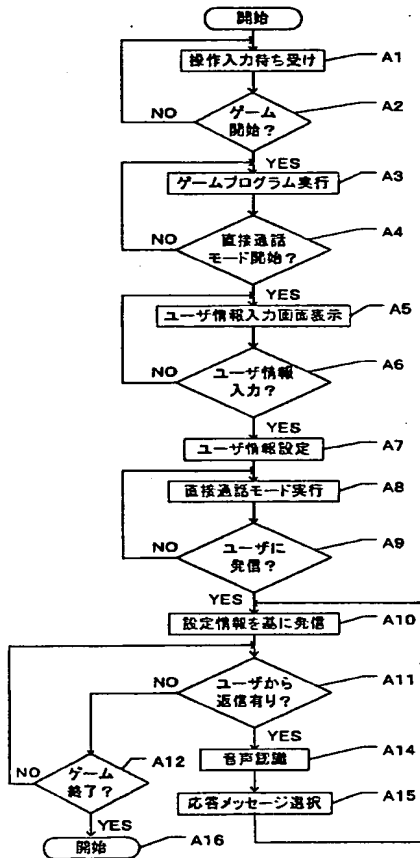 開始
操作入力待ち受け
A1
ゲーム
開始？
A2
NO
YES
ゲームプログラム実行
A3
直接通話
モード開始？
A4
NO
YES
ユーザ情報入力画面表示
A5
ユーザ情報
入力？
A6
NO
YES
ユーザ情報設定
A7
直接通話モード実行
A8
ユーザに
発信？
A9
NO
YES
設定情報を基に発信
A10
ユーザから
返信有り？
A11
NO
YES
ゲーム
終了？
A12
NO
YES
音声認識
A14
応答メッセージ選択
A15
開始
A16